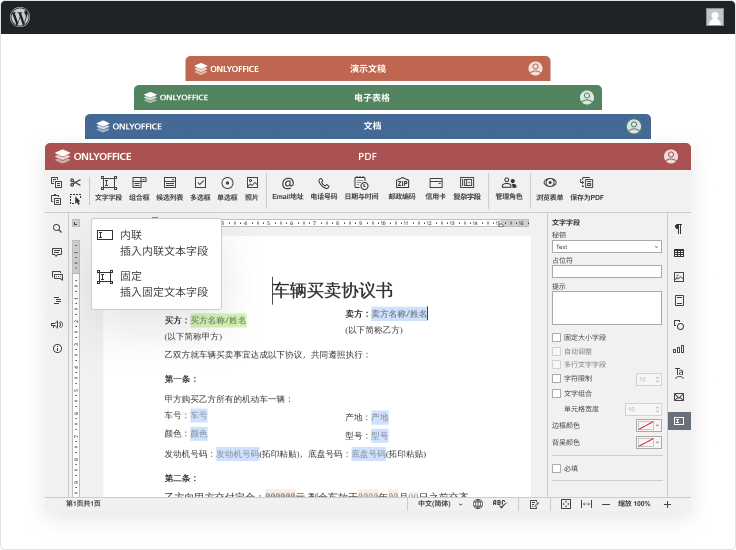 ONLYOFFICE 演示文稿
ONLYOFFICE 电子表格
ONLYOFFICE 文档
ONLYOFFICE PDF
文字字段 组合框 候选列表 多选框 单选框 照片 Email地址 电话号码 日期与时间 邮政编码 信用卡 复杂字段 管理角色 浏览表单 保存为PDF
ZIP
内联
插入内联文本字段
固定
插入固定文本字段
车辆买卖协议书
买方：买方名称/姓名 卖方：卖方名称/姓名
(以下简称甲方) (以下简称乙方)
乙双方就车辆买卖事宜达成以下协议，共同遵照执行：
第一条：
甲方购买乙方所有的机动车一辆：
车号：车号 产地：产地
颜色：颜色 型号：型号
发动机号码：发动机号码(拓印粘贴)，底盘号码：底盘号码(拓印粘贴)
第二条：
文字字段
秘钥
Text
占位符
提示
固定大小字段
自动调整
多行文字字段
字符限制 10
文字组合
单元格宽度 10
边框颜色
背景颜色
必填
第1页共1页 中文(简体) ABC 缩放 100%